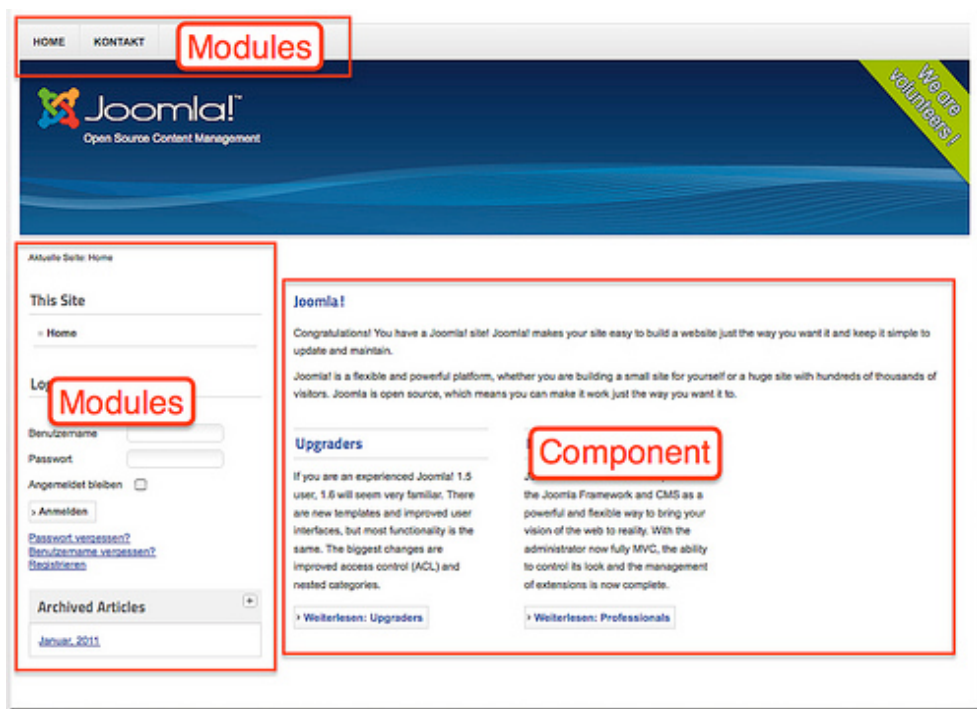 HOME KONTAKT
Modules
We are
volunteers!
Joomla!™
Open Source Content Management
Aktuelle Seite: Home
This Site
Home
Log
Modules
Benutzername
Passwort
Angemeldet bleiben
› Anmelden
Passwort vergessen?
Benutzername vergessen?
Registrieren
Archived Articles +
Januar, 2011
Joomla!
Congratulations! You have a Joomla! site! Joomla! makes your site easy to build a website just the way you want it and keep it simple to
update and maintain.
Joomla! is a flexible and powerful platform, whether you are building a small site for yourself or a huge site with hundreds of thousands of
visitors. Joomla is open source, which means you can make it work just the way you want it to.
Component
Upgraders
If you are an experienced Joomla! 1.5
user, 1.6 will seem very familiar. There
are new templates and improved user
interfaces, but most functionality is the
same. The biggest changes are
improved access control (ACL) and
nested categories.
› Weiterlesen: Upgraders
the Joomla Framework and CMS as a
powerful and flexible way to bring your
vision of the web to reality. With the
administrator now fully MVC, the ability
to control its look and the management
of extensions is now complete.
› Weiterlesen: Professionals